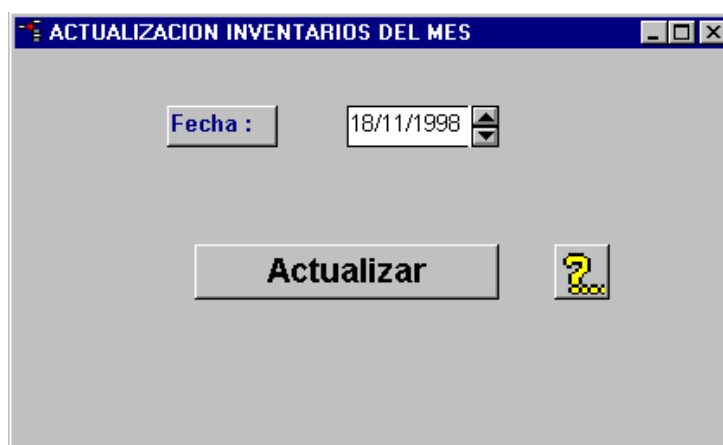 ACTUALIZACION INVENTARIOS DEL MES
Fecha : 18/11/1998
Actualizar